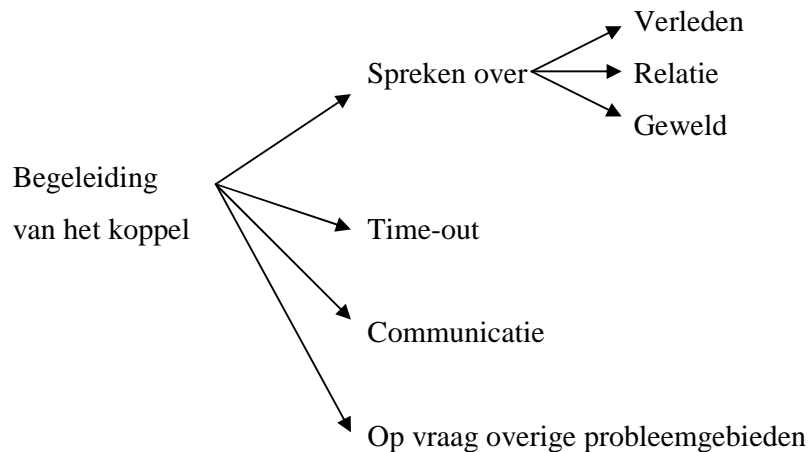 Begeleiding
van het koppel
Spreken over
Verleden
Relatie
Geweld
Time-out
Communicatie
Op vraag overige probleemgebieden